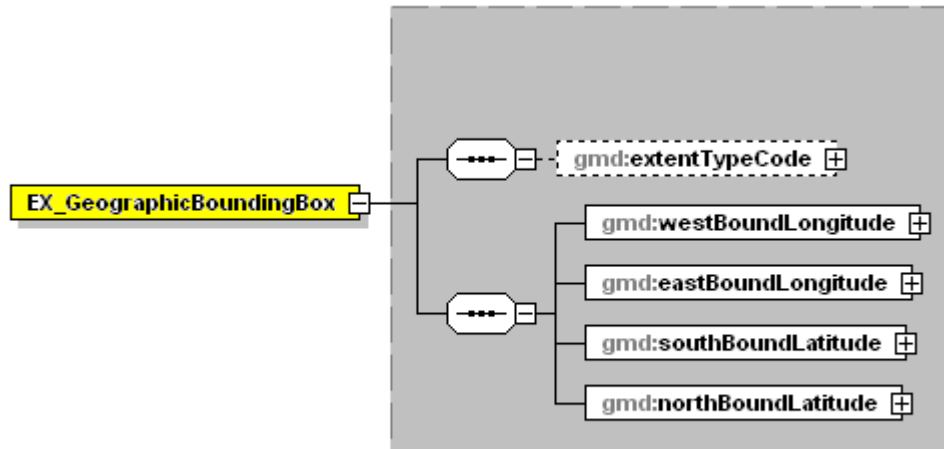 EX_GeographicBoundingBox
gmd:extentTypeCode
gmd:westBoundLongitude
gmd:eastBoundLongitude
gmd:southBoundLatitude
gmd:northBoundLatitude